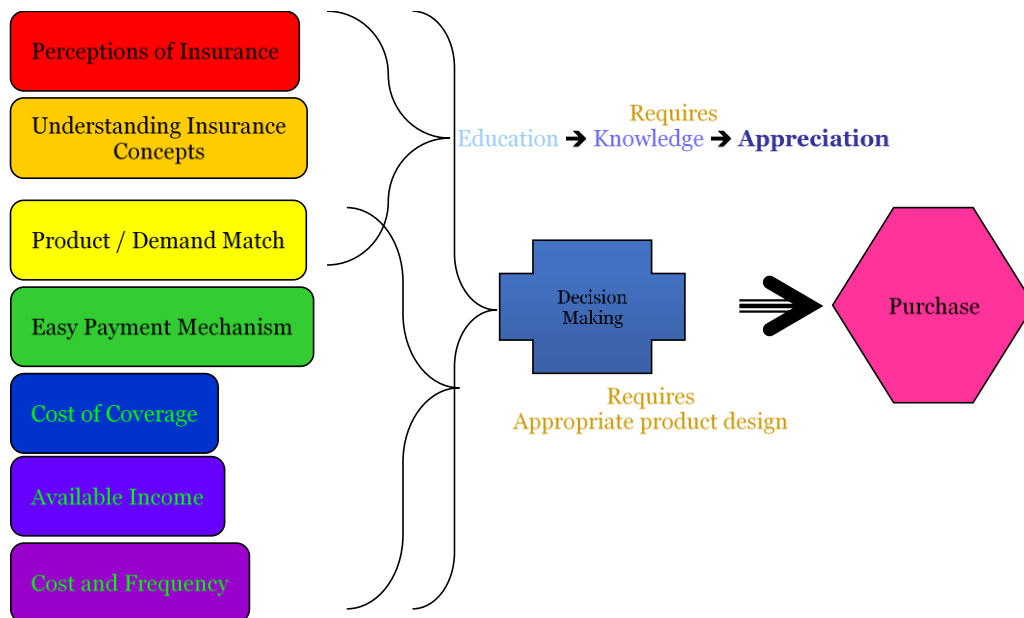 Perceptions of Insurance
Understanding Insurance
Concepts
Product / Demand Match
Easy Payment Mechanism
Cost of Coverage
Available Income
Cost and Frequency
Requires
Education → Knowledge → Appreciation
Decision
Making
Requires
Appropriate product design
Purchase